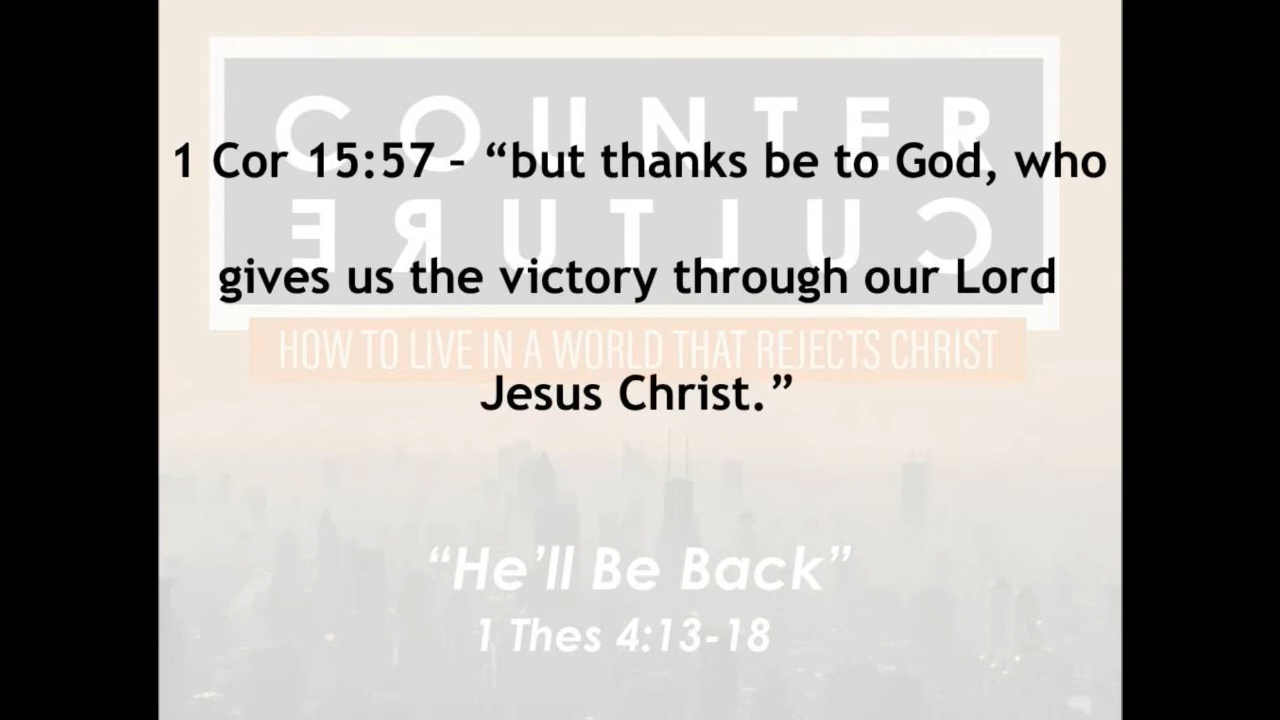 COUNTER
1 Cor 15:57 – “but thanks be to God, who
CULTURE
gives us the victory through our Lord
HOW TO LIVE IN A WORLD THAT REJECTS CHRIST
Jesus Christ.”
“He’ll Be Back”
1 Thes 4:13-18